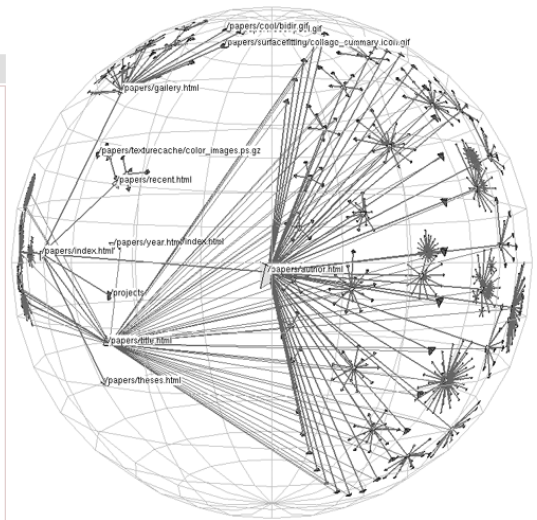 /papers/cool/bidir.gif
gif
/papers/surfacefitting/collage_summary.icon.gif
/papers/gallery.html
/papers/texturecache/color_images.ps.gz
/papers/recent.html
/papers/year.html
index.html
/papers/index.html
/papers/author.html
/projects
/papers/title.html
/papers/theses.html